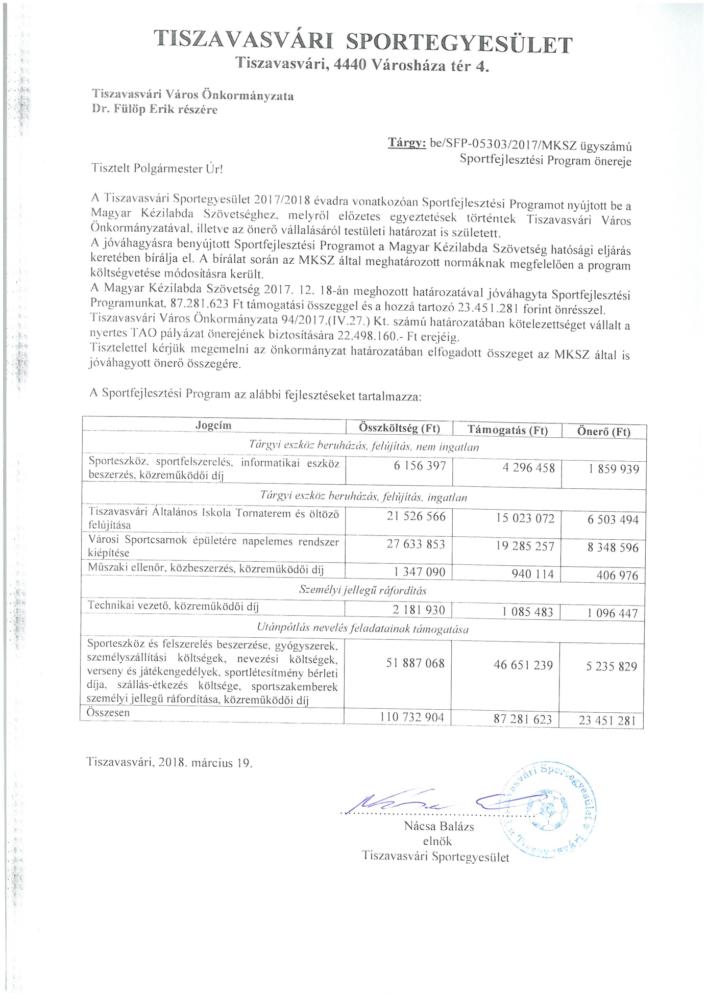 TISZAVASVÁRI SPORTEGYESÜLET
Tiszavasvári, 4440 Városháza tér 4.
Tiszavasvári Város Önkormányzata
Dr. Fülöp Erik részére
Tárgy: be/SFP-05303/2017/MKSZ ügyszámú
Sportfejlesztési Program önereje
Tisztelt Polgármester Úr!
A Tiszavasvári Sportegyesület 2017/2018 évadra vonatkozóan Sportfejlesztési Programot nyújtott be a
Magyar Kézilabda Szövetséghez, melyről előzetes egyeztetések történtek Tiszavasvári Város
Önkormányzatával, illetve az önerő vállalásáról testületi határozat is született.
A jóváhagyásra benyújtott Sportfejlesztési Programot a Magyar Kézilabda Szövetség hatósági eljárás
keretében bírálja el. A bírálat során az MKSZ által meghatározott normáknak megfelelően a program
költségvetése módosításra került.
A Magyar Kézilabda Szövetség 2017. 12. 18-án meghozott határozatával jóváhagyta Sportfejlesztési
Programunkat, 87.281.623 Ft támogatási összeggel és a hozzá tartozó 23.451.281 forint önrésszel.
Tiszavasvári Város Önkormányzata 94/2017.(IV.27.) Kt. számú határozatában kötelezettséget vállalt a
nyertes TAO pályázat önerejének biztosítására 22.498.160.- Ft erejéig.
Tisztelettel kérjük megemelni az önkormányzat határozatában elfogadott összeget az MKSZ által is
jóváhagyott önerő összegére.
A Sportfejlesztési Program az alábbi fejlesztéseket tartalmazza:
Jogcím Összköltség (Ft) Támogatás (Ft) Önerő (Ft)
Tárgyi eszköz beruházás, felújítás, nem ingatlan
Sporteszköz, sportfelszerelés, informatikai eszköz 6 156 397 4 296 458 1 859 939
beszerzés, közreműködői díj
Tárgyi eszköz beruházás, felújítás, ingatlan
Tiszavasvári Általános Iskola Tornaterem és öltöző 21 526 566 15 023 072 6 503 494
felújítása
Városi Sportcsarnok épületére napelemes rendszer 27 633 853 19 285 257 8 348 596
kiépítése
Műszaki ellenőr, közbeszerzés, közreműködői díj 1 347 090 940 114 406 976
Személyi jellegű ráfordítás
Technikai vezető, közreműködői díj 2 181 930 1 085 483 1 096 447
Utánpótlás nevelés feladatainak támogatása
Sporteszköz és felszerelés beszerzése, gyógyszerek,
személyszállítási költségek, nevezési költségek, 51 887 068 46 651 239 5 235 829
verseny és játékengedélyek, sportlétesítmény bérleti
díja, szállás-étkezés költsége, sportszakemberek
személyi jellegű ráfordítása, közreműködői díj
Összesen 110 732 904 87 281 623 23 451 281
Tiszavasvári, 2018. március 19.
Tiszavasvári Sportegyesület * Tiszavasvári *
Nácsa Balázs
elnök
Tiszavasvári Sportegyesület